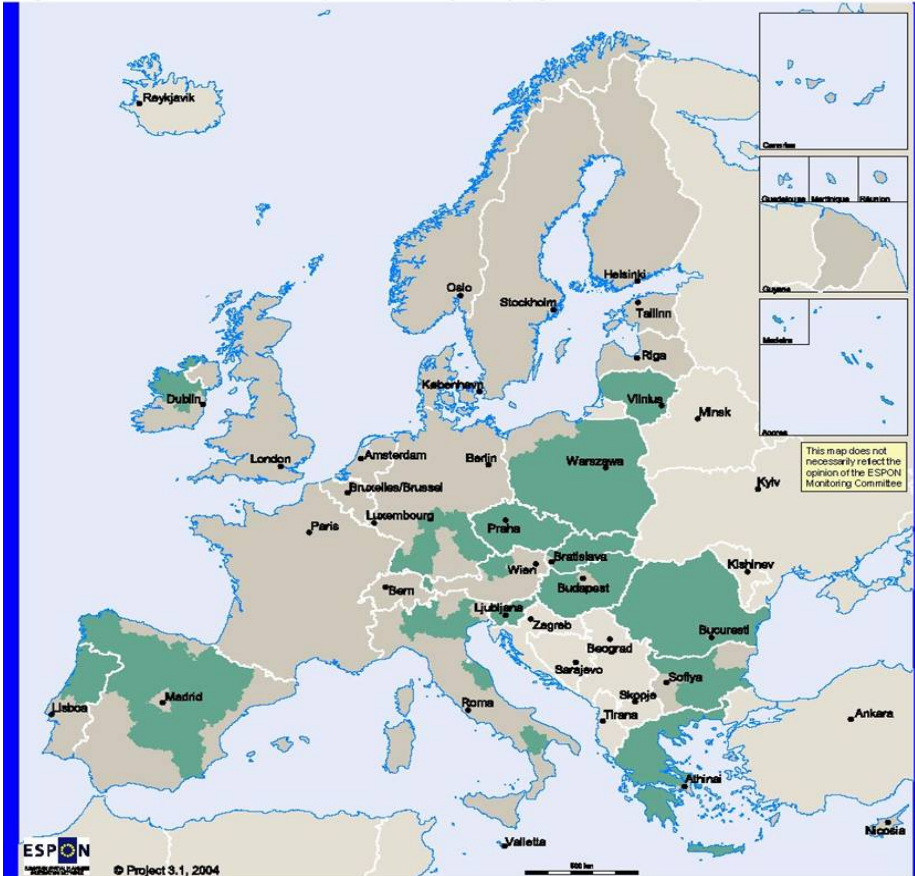 Reykjavik
Canarias
Guadeloupe
Martinique
Réunion
Guyane
Helsinki
Oslo
Tallinn
Stockholm
Madeira
Riga
København
Dublin
Vilnius
Minsk
Acores
London
Amsterdam
Berlin
Warszawa
This map does not
necessarily reflect the
opinion of the ESPON
Monitoring Committee
Kyiv
Bruxelles/Brussel
Luxembourg
Paris
Praha
Bratislava
Wien
Kishinev
Bern
Budapest
Ljubljana
Zagreb
Bucuresti
Beograd
Sarajevo
Sofiya
Madrid
Skopje
Lisboa
Roma
Tirana
Ankara
Athinai
Nicosia
Valletta
ESPON
© Project 3.1, 2004
500 km